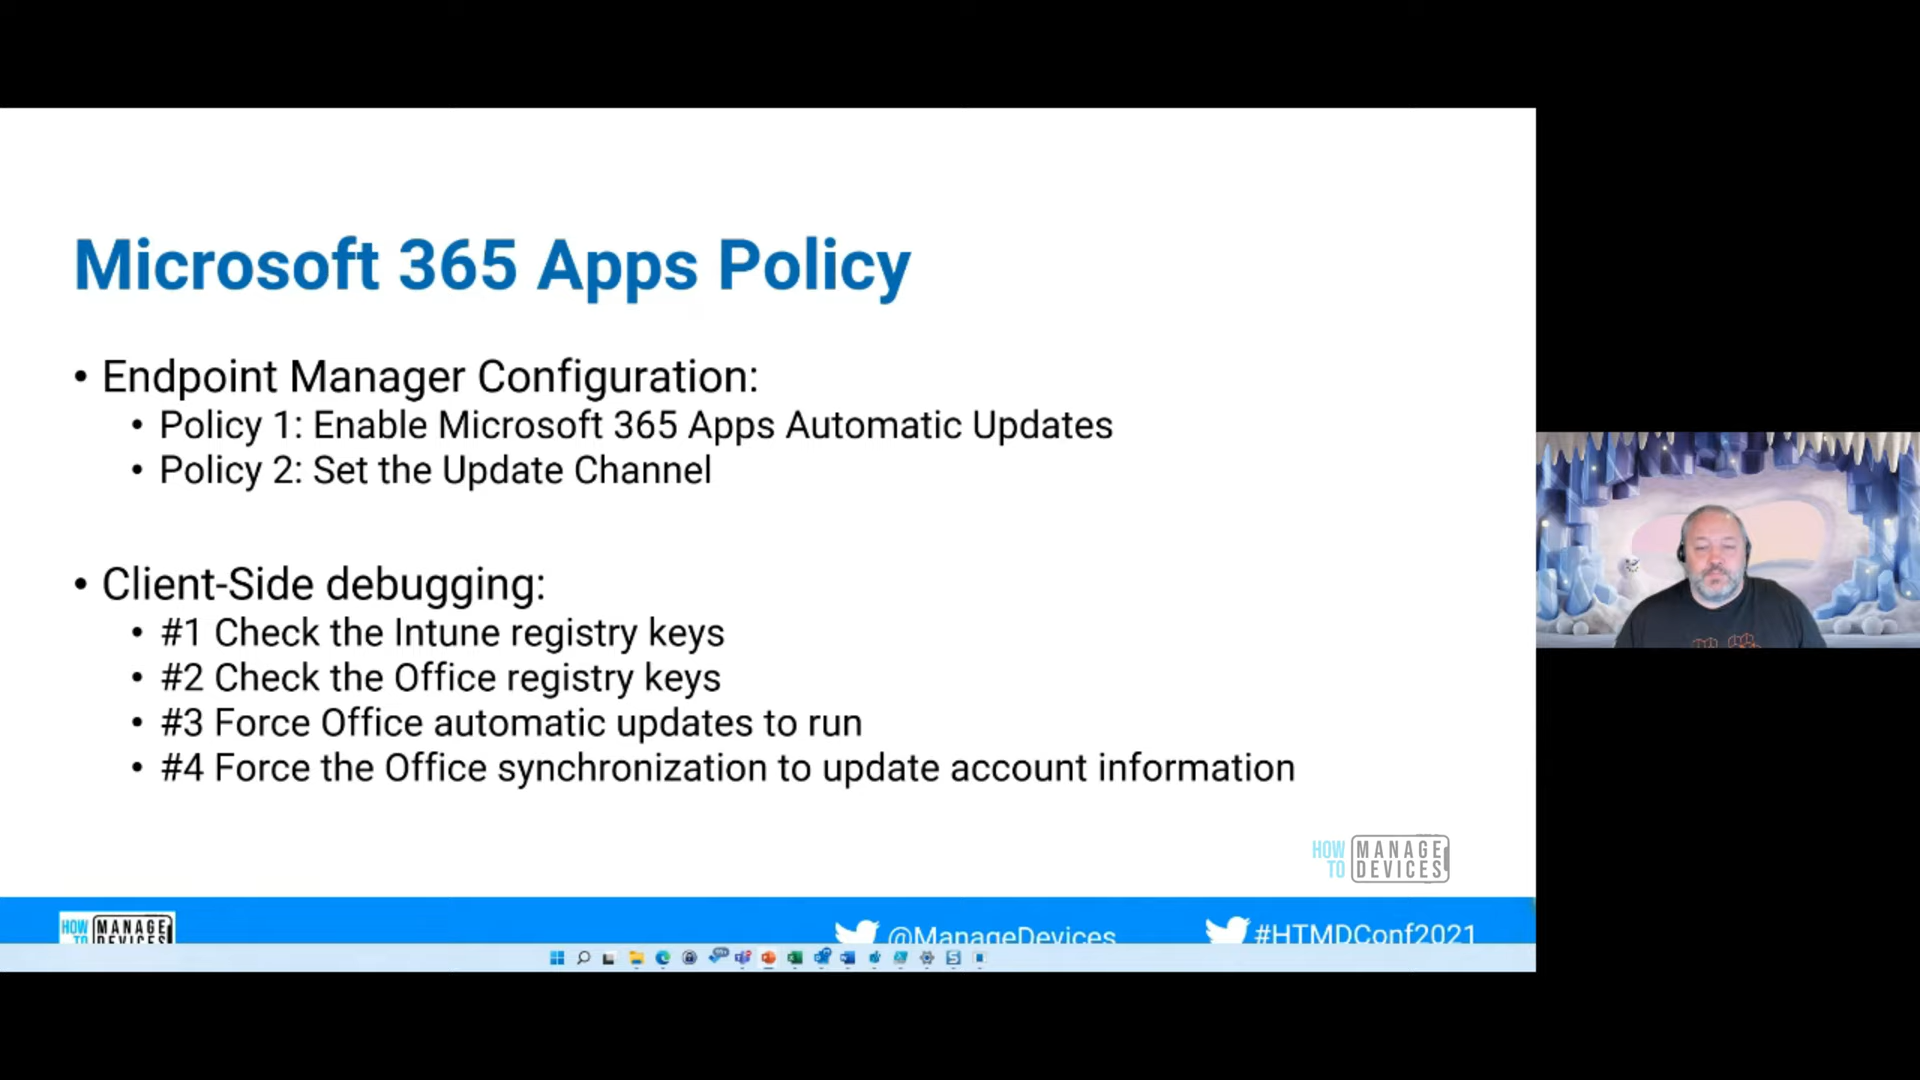 Microsoft 365 Apps Policy
• Endpoint Manager Configuration:
• Policy 1: Enable Microsoft 365 Apps Automatic Updates
• Policy 2: Set the Update Channel
• Client-Side debugging:
• #1 Check the Intune registry keys
• #2 Check the Office registry keys
• #3 Force Office automatic updates to run
• #4 Force the Office synchronization to update account information
HOW TO MANAGE DEVICES
HOW TO MANAGE DEVICES
@ManageDevices
#HTMDConf2021